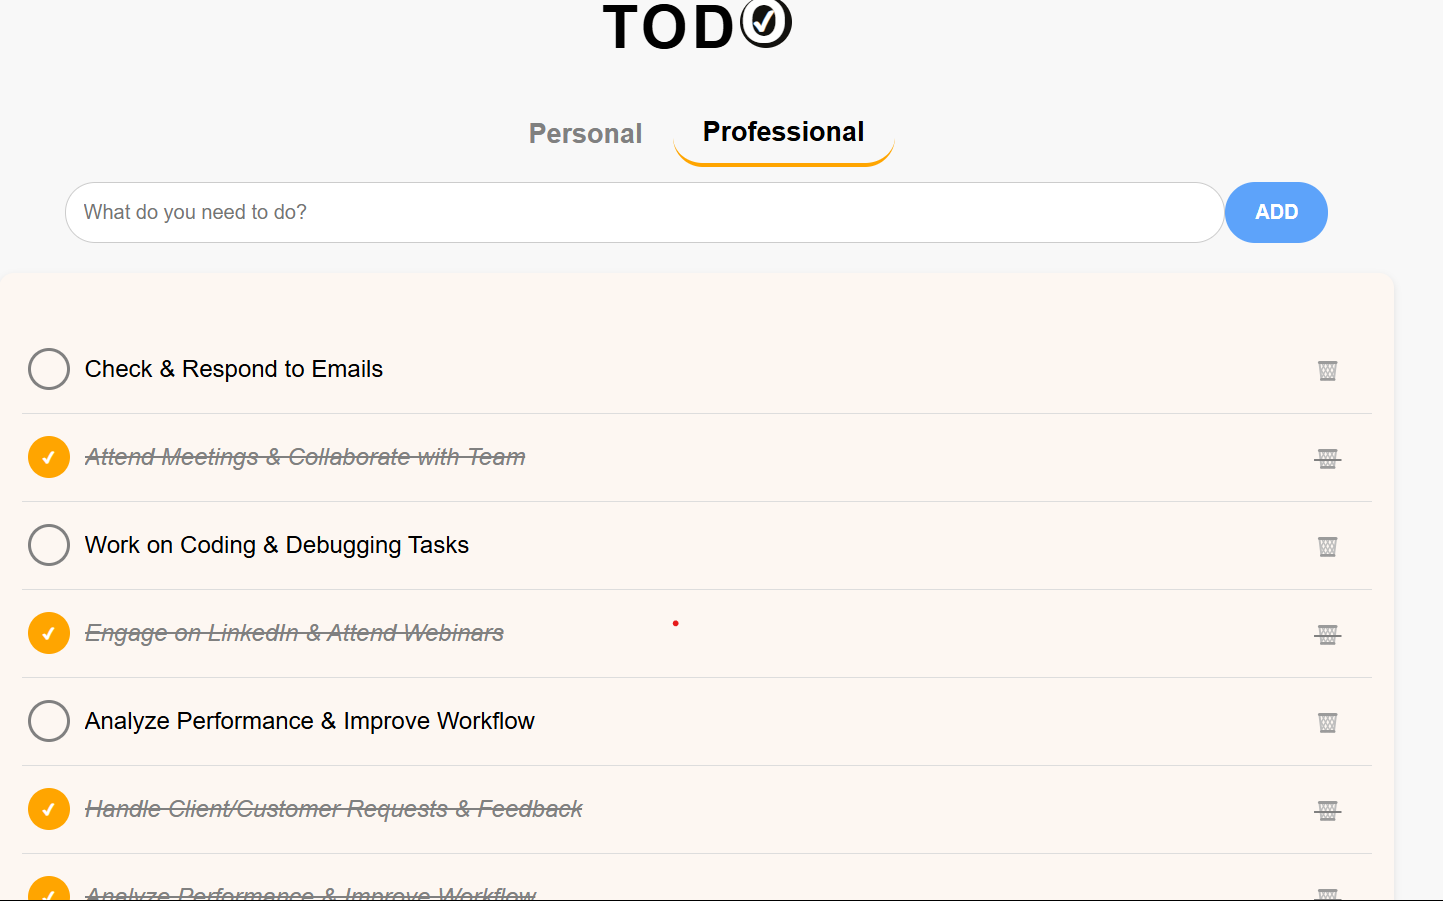 TODO
Personal
Professional
What do you need to do?
ADD
Check & Respond to Emails
Attend Meetings & Collaborate with Team
Work on Coding & Debugging Tasks
Engage on LinkedIn & Attend Webinars
Analyze Performance & Improve Workflow
Handle Client/Customer Requests & Feedback
Analyze Performance & Improve Workflow